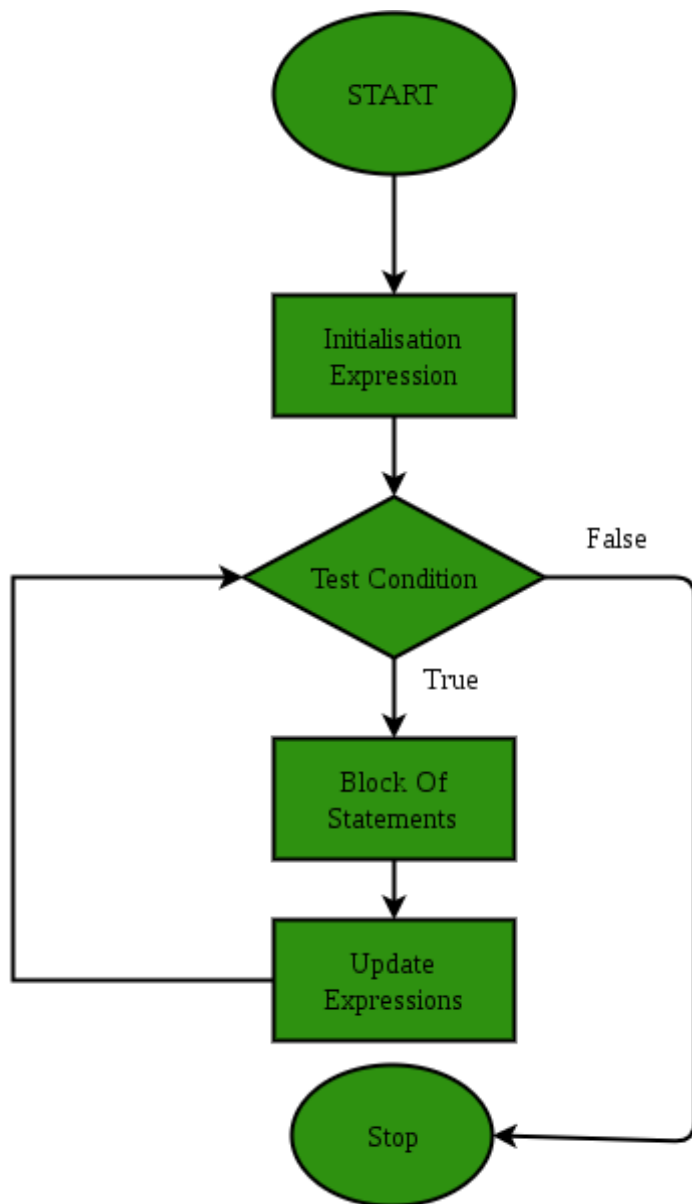 START
Initialisation
Expression
False
Test Condition
True
Block Of
Statements
Update
Expressions
Stop